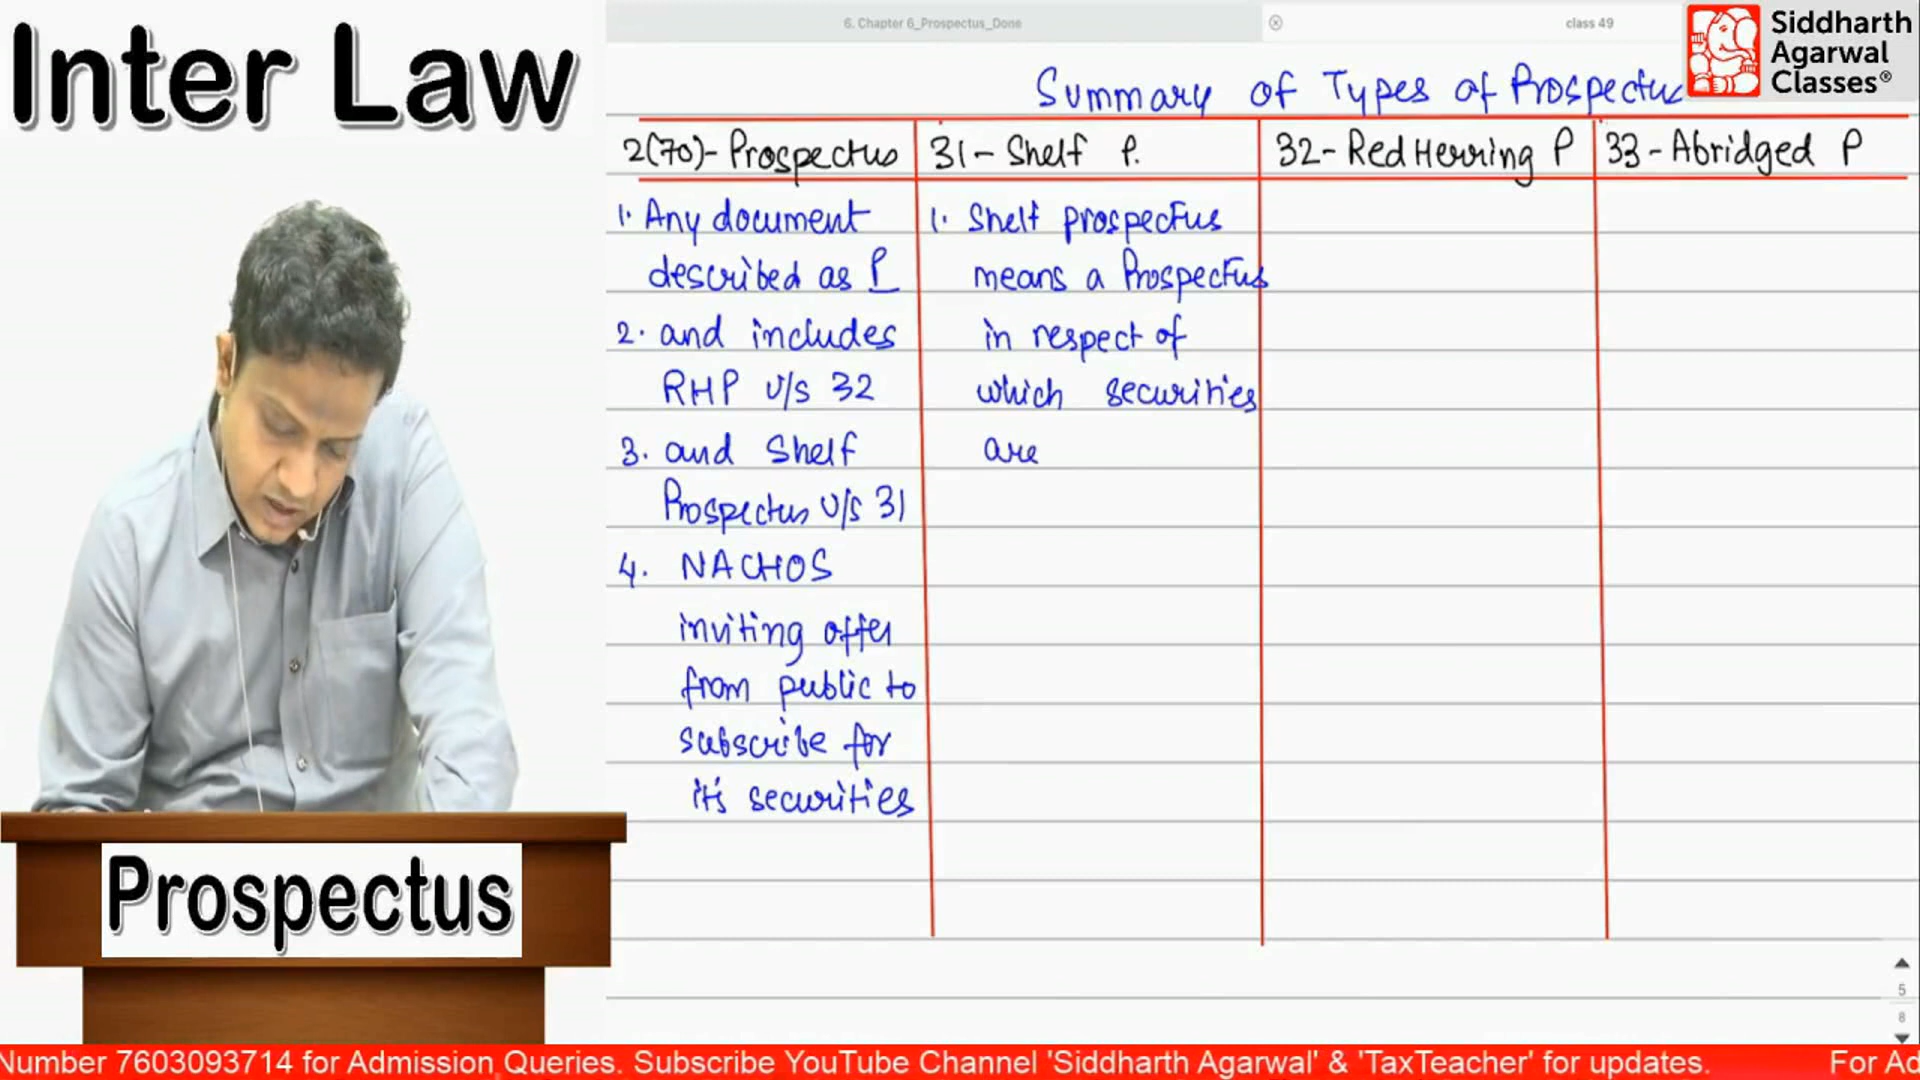 Inter Law
6. Chapter 6_Prospectus_Done
class 49
Siddharth
Agarwal
Classes®
Summary of Types of Prospectus
2(70)-Prospectus
1. Any document
described as P
2. and includes
RHP U/S 32
3. and Shelf
Prospectus U/S 31
4. NACHOS
inviting offer
from public to
subscribe for
it's securities
31 - Shelf P.
1. Shelf prospectus
means a Prospectus
in respect of
which securities
are
32-Red Herring P
33-Abridged P
Prospectus
5
8
Number 7603093714 for Admission Queries. Subscribe YouTube Channel 'Siddharth Agarwal' & 'TaxTeacher' for updates. For Ad